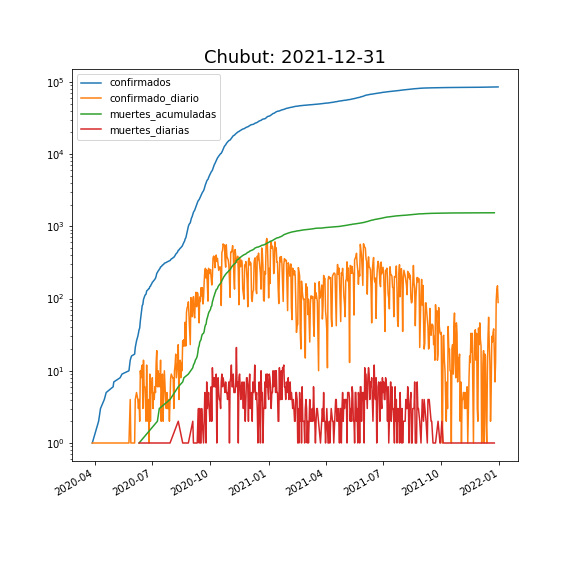 Chubut: 2021-12-31
confirmados
confirmado_diario
muertes_acumuladas
muertes_diarias
10^5
10^4
10^3
10^2
10^1
10^0
2020-04
2020-07
2020-10
2021-01
2021-04
2021-07
2021-10
2022-01